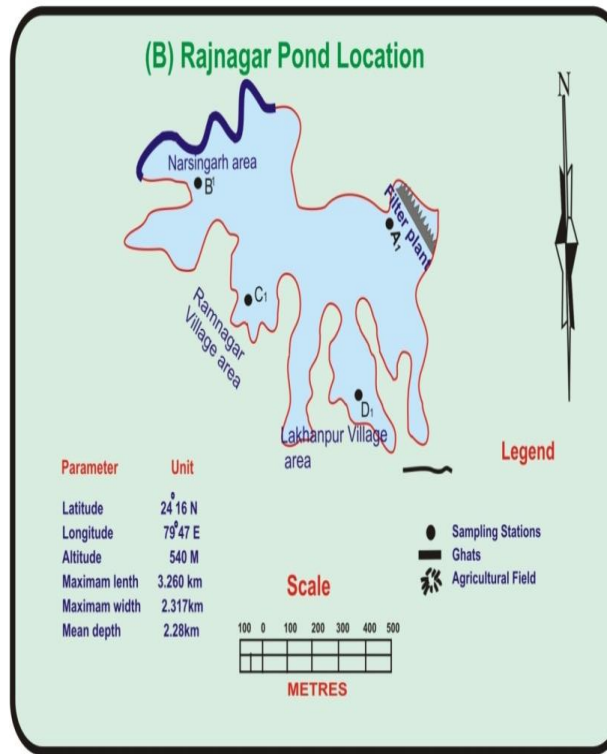 (B) Rajnagar Pond Location
N
Narsingarh area
B1
Filter plant
A1
C1
Ramnagar
Village area
D1
Lakhanpur Village
area
Legend
Sampling Stations
Ghats
Agricultural Field
Parameter Unit
Latitude 24°16 N
Longitude 79°47 E
Altitude 540 M
Maximam lenth 3.260 km
Maximam width 2.317km
Mean depth 2.28km
Scale
100 0 100 200 300 400 500
METRES